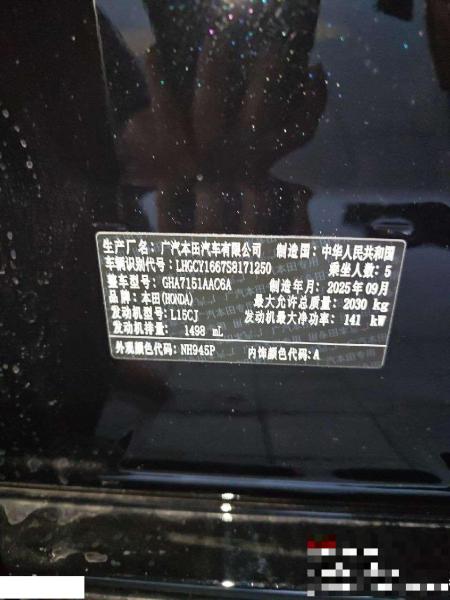 生产厂名：广汽本田汽车有限公司 制造国：中华人民共和国
车辆识别代号：LHGCY1667S8171250 乘坐人数：5
整车型号：GHA7151AAC6A 制造年月：2025年09月
品牌：本田(HONDA) 最大允许总质量：2030 kg
发动机型号：L15CJ 发动机最大净功率：141 kW
发动机排量：1498 mL
外观颜色代码：NH945P 内饰颜色代码：A